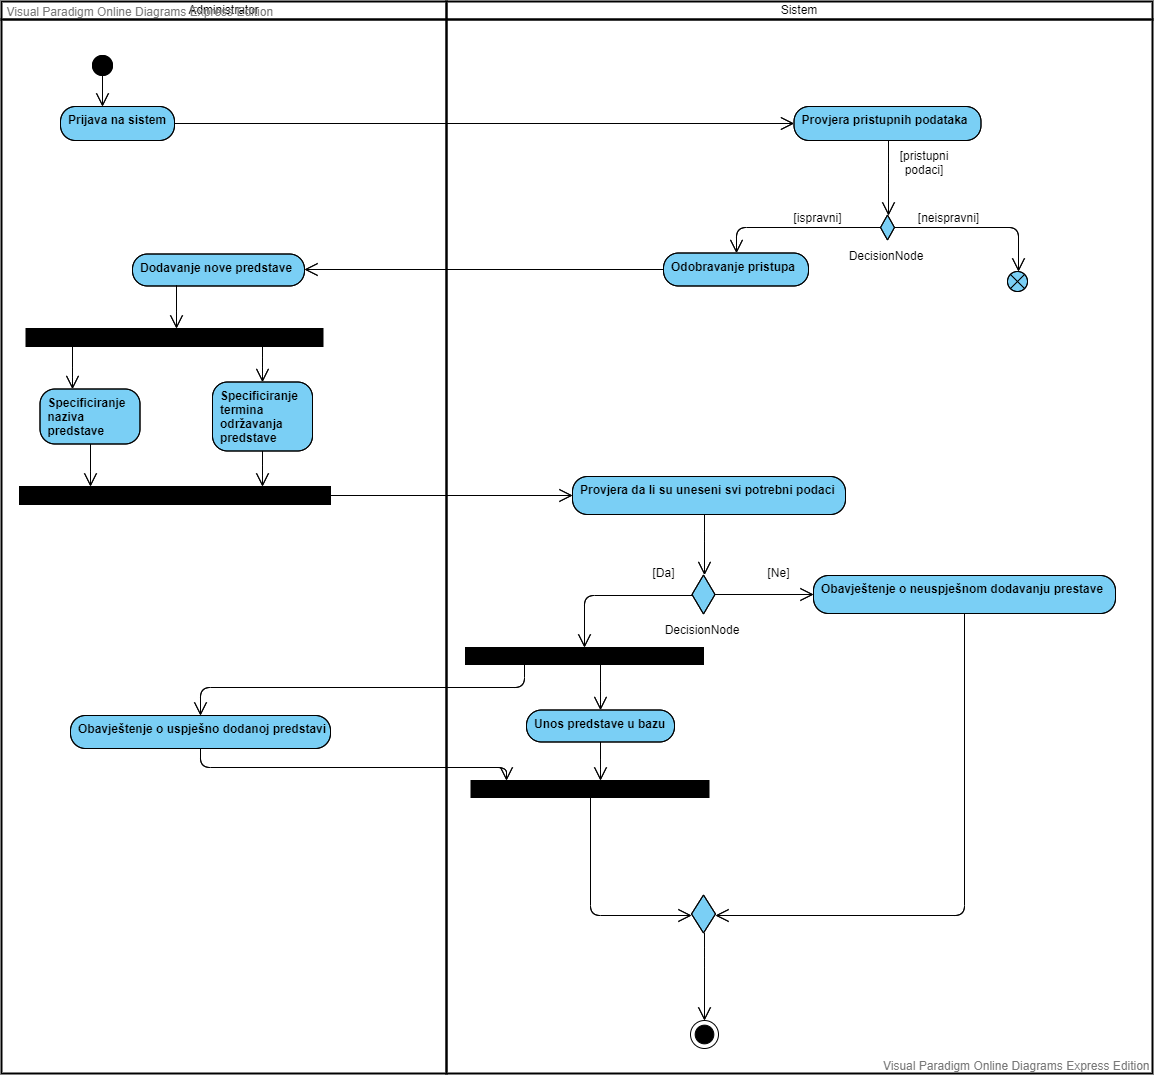 Visual Paradigm Online Diagrams Express Edition
Administrator
Sistem
Prijava na sistem
Provjera pristupnih podataka
[pristupni
podaci]
[ispravni]
[neispravni]
DecisionNode
Dodavanje nove predstave
Odobravanje pristupa
Specificiranje
naziva
predstave
Specificiranje
termina
održavanja
predstave
Provjera da li su uneseni svi potrebni podaci
[Da]
[Ne]
Obavještenje o neuspješnom dodavanju prestave
DecisionNode
Obavještenje o uspješno dodanoj predstavi
Unos predstave u bazu
Visual Paradigm Online Diagrams Express Edition